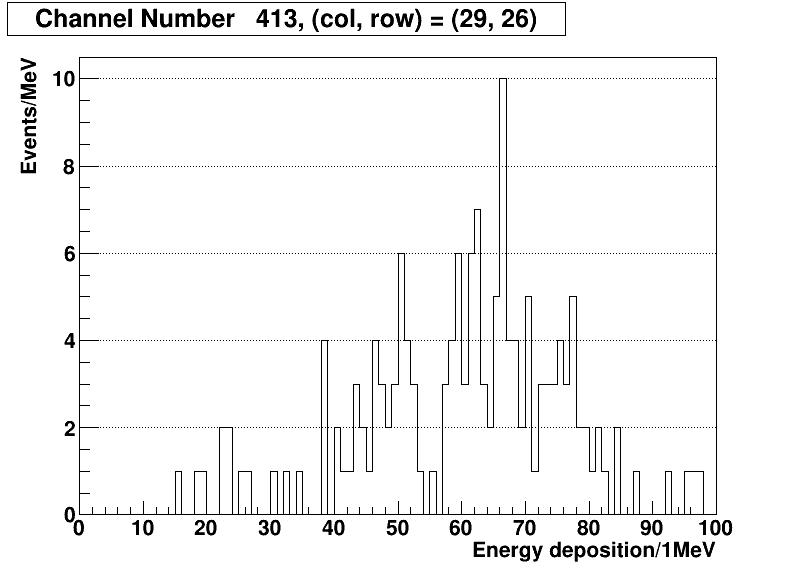 Channel Number 413, (col, row) = (29, 26)
Events/MeV
10
8
6
4
2
0
0 10 20 30 40 50 60 70 80 90 100
Energy deposition/1MeV